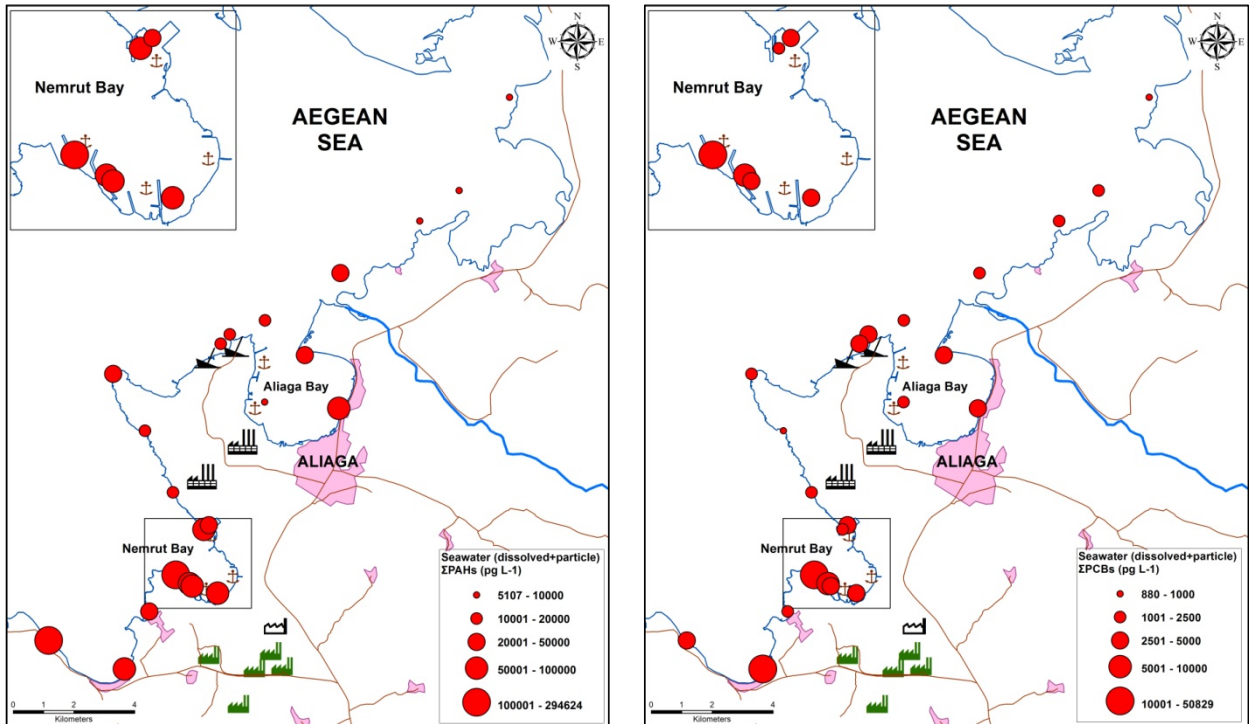 N
W E
S
Nemrut Bay
AEGEAN
SEA
Aliaga Bay
ALIAGA
Nemrut Bay
Seawater (dissolved+particle)
ΣPAHs (pg L-1)
5107 - 10000
10001 - 20000
20001 - 50000
50001 - 100000
100001 - 294624
0 2 4
Kilometers
N
W E
S
Nemrut Bay
AEGEAN
SEA
Aliaga Bay
ALIAGA
Nemrut Bay
Seawater (dissolved+particle)
ΣPCBs (pg L-1)
880 - 1000
1001 - 2500
2501 - 5000
5001 - 10000
10001 - 50829
0 2 4
Kilometers